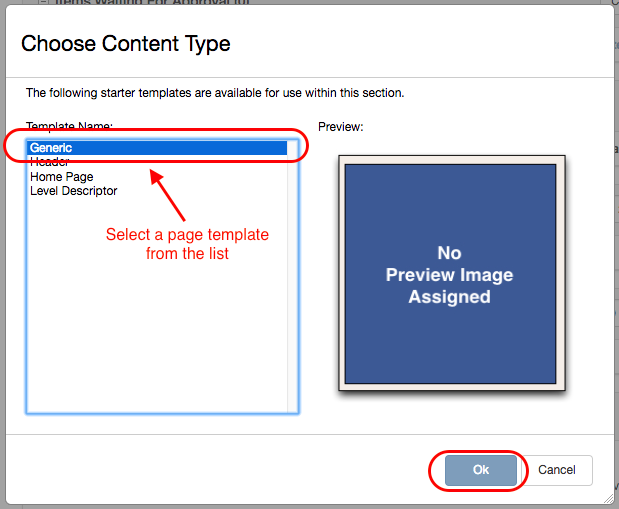 Items Waiting For Approval for
Choose Content Type
The following starter templates are available for use within this section.
Template Name:
Preview:
Generic
Header
Home Page
Level Descriptor
Select a page template
from the list
No
Preview Image
Assigned
Ok
Cancel